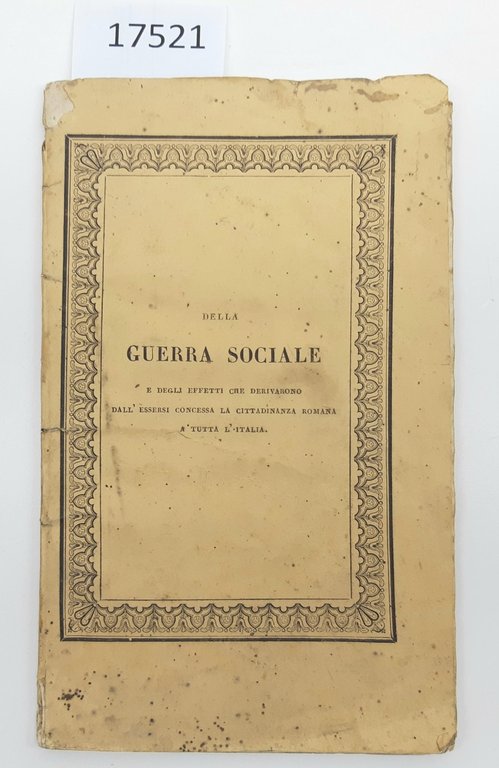 17521
DELLA
GUERRA SOCIALE
E DEGLI EFFETTI CHE DERIVARONO
DALL' ESSERSI CONCESSA LA CITTADINANZA ROMANA
A TUTTA L' ITALIA.